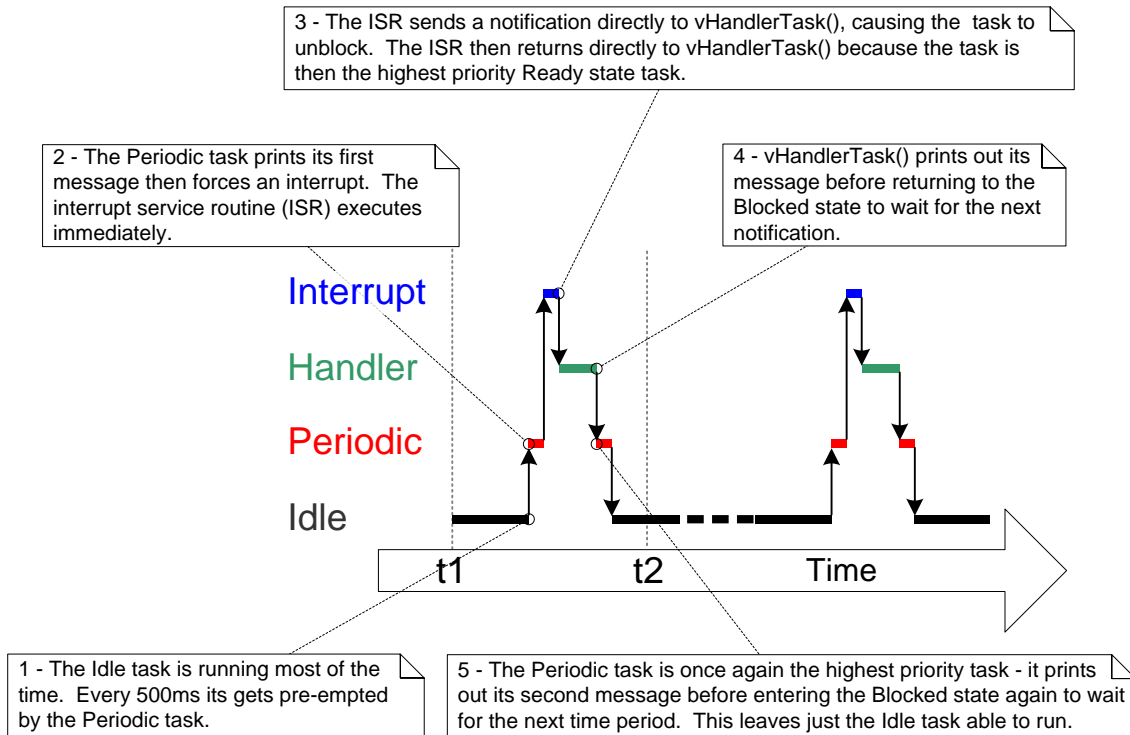 3 - The ISR sends a notification directly to vHandlerTask(), causing the  task to
unblock.  The ISR then returns directly to vHandlerTask() because the task is
then the highest priority Ready state task.
2 - The Periodic task prints its first
message then forces an interrupt.  The
interrupt service routine (ISR) executes
immediately.
4 - vHandlerTask() prints out its
message before returning to the
Blocked state to wait for the next
notification.
Interrupt
Handler
Periodic
Idle
t1
t2
Time
1 - The Idle task is running most of the
time.  Every 500ms its gets pre-empted
by the Periodic task.
5 - The Periodic task is once again the highest priority task - it prints
out its second message before entering the Blocked state again to wait
for the next time period.  This leaves just the Idle task able to run.